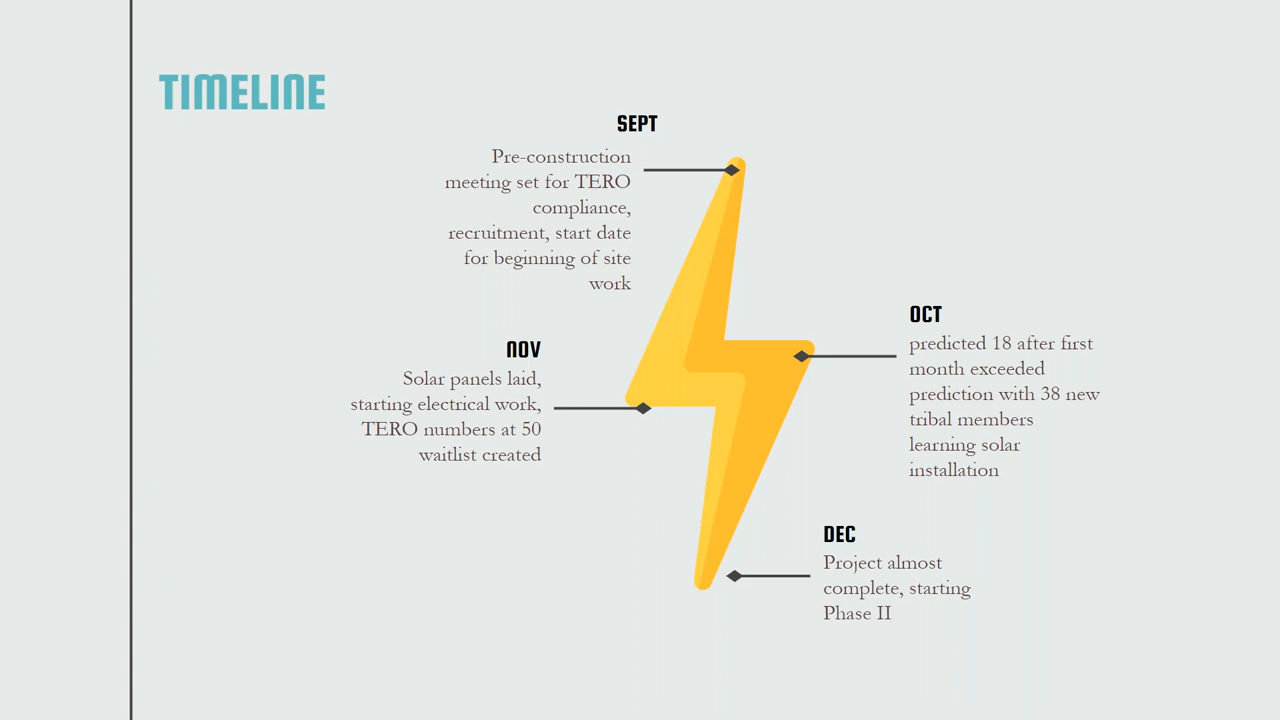 TIMELINE
SEPT
Pre-construction
meeting set for TERO
compliance,
recruitment, start date
for beginning of site
work
OCT
predicted 18 after first
month exceeded
prediction with 38 new
tribal members
learning solar
installation
NOV
Solar panels laid,
starting electrical work,
TERO numbers at 50
waitlist created
DEC
Project almost
complete, starting
Phase II